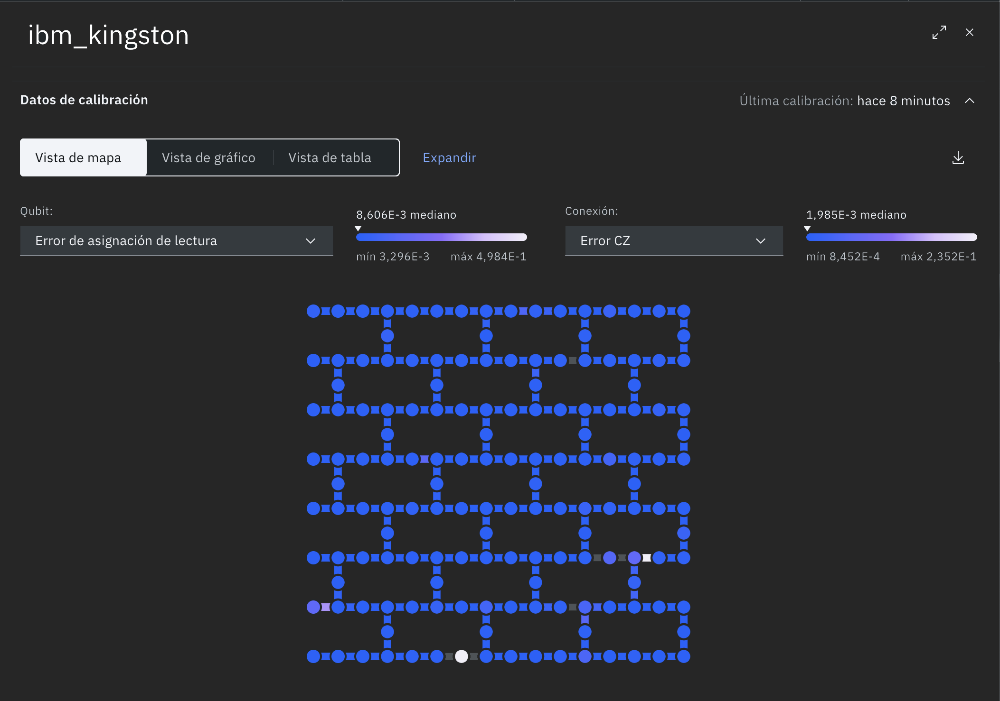 ibm_kingston
Datos de calibración
Última calibración: hace 8 minutos
Vista de mapa
Vista de gráfico
Vista de tabla
Expandir
Qubit:
Error de asignación de lectura
8,606E-3 mediano
mín 3,296E-3
máx 4,984E-1
Conexión:
Error CZ
1,985E-3 mediano
mín 8,452E-4
máx 2,352E-1